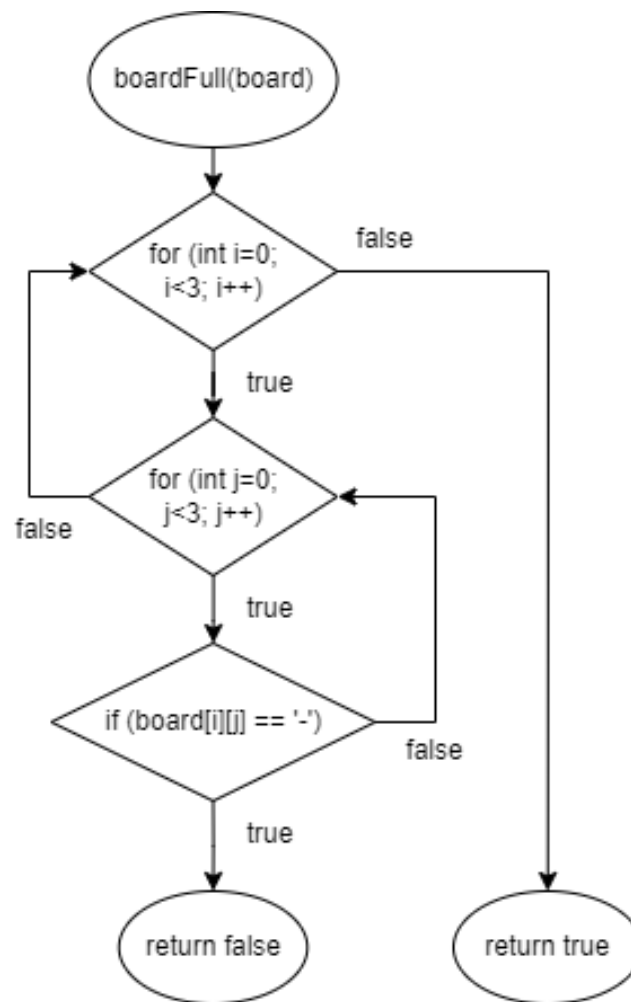 boardFull(board)
for (int i=0;
i<3; i++)
false
true
for (int j=0;
j<3; j++)
false
true
if (board[i][j] == '-')
false
true
return false
return true